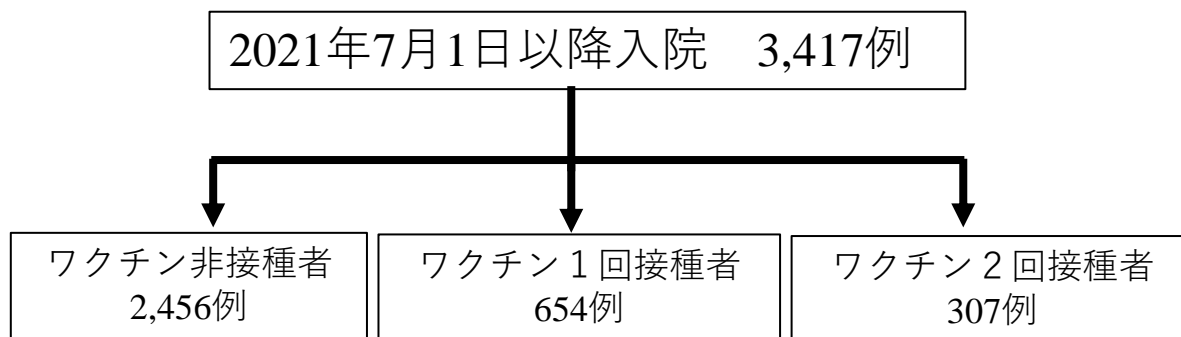 2021年7月1日以降入院　3,417例
ワクチン非接種者
2,456例
ワクチン１回接種者
654例
ワクチン２回接種者
307例